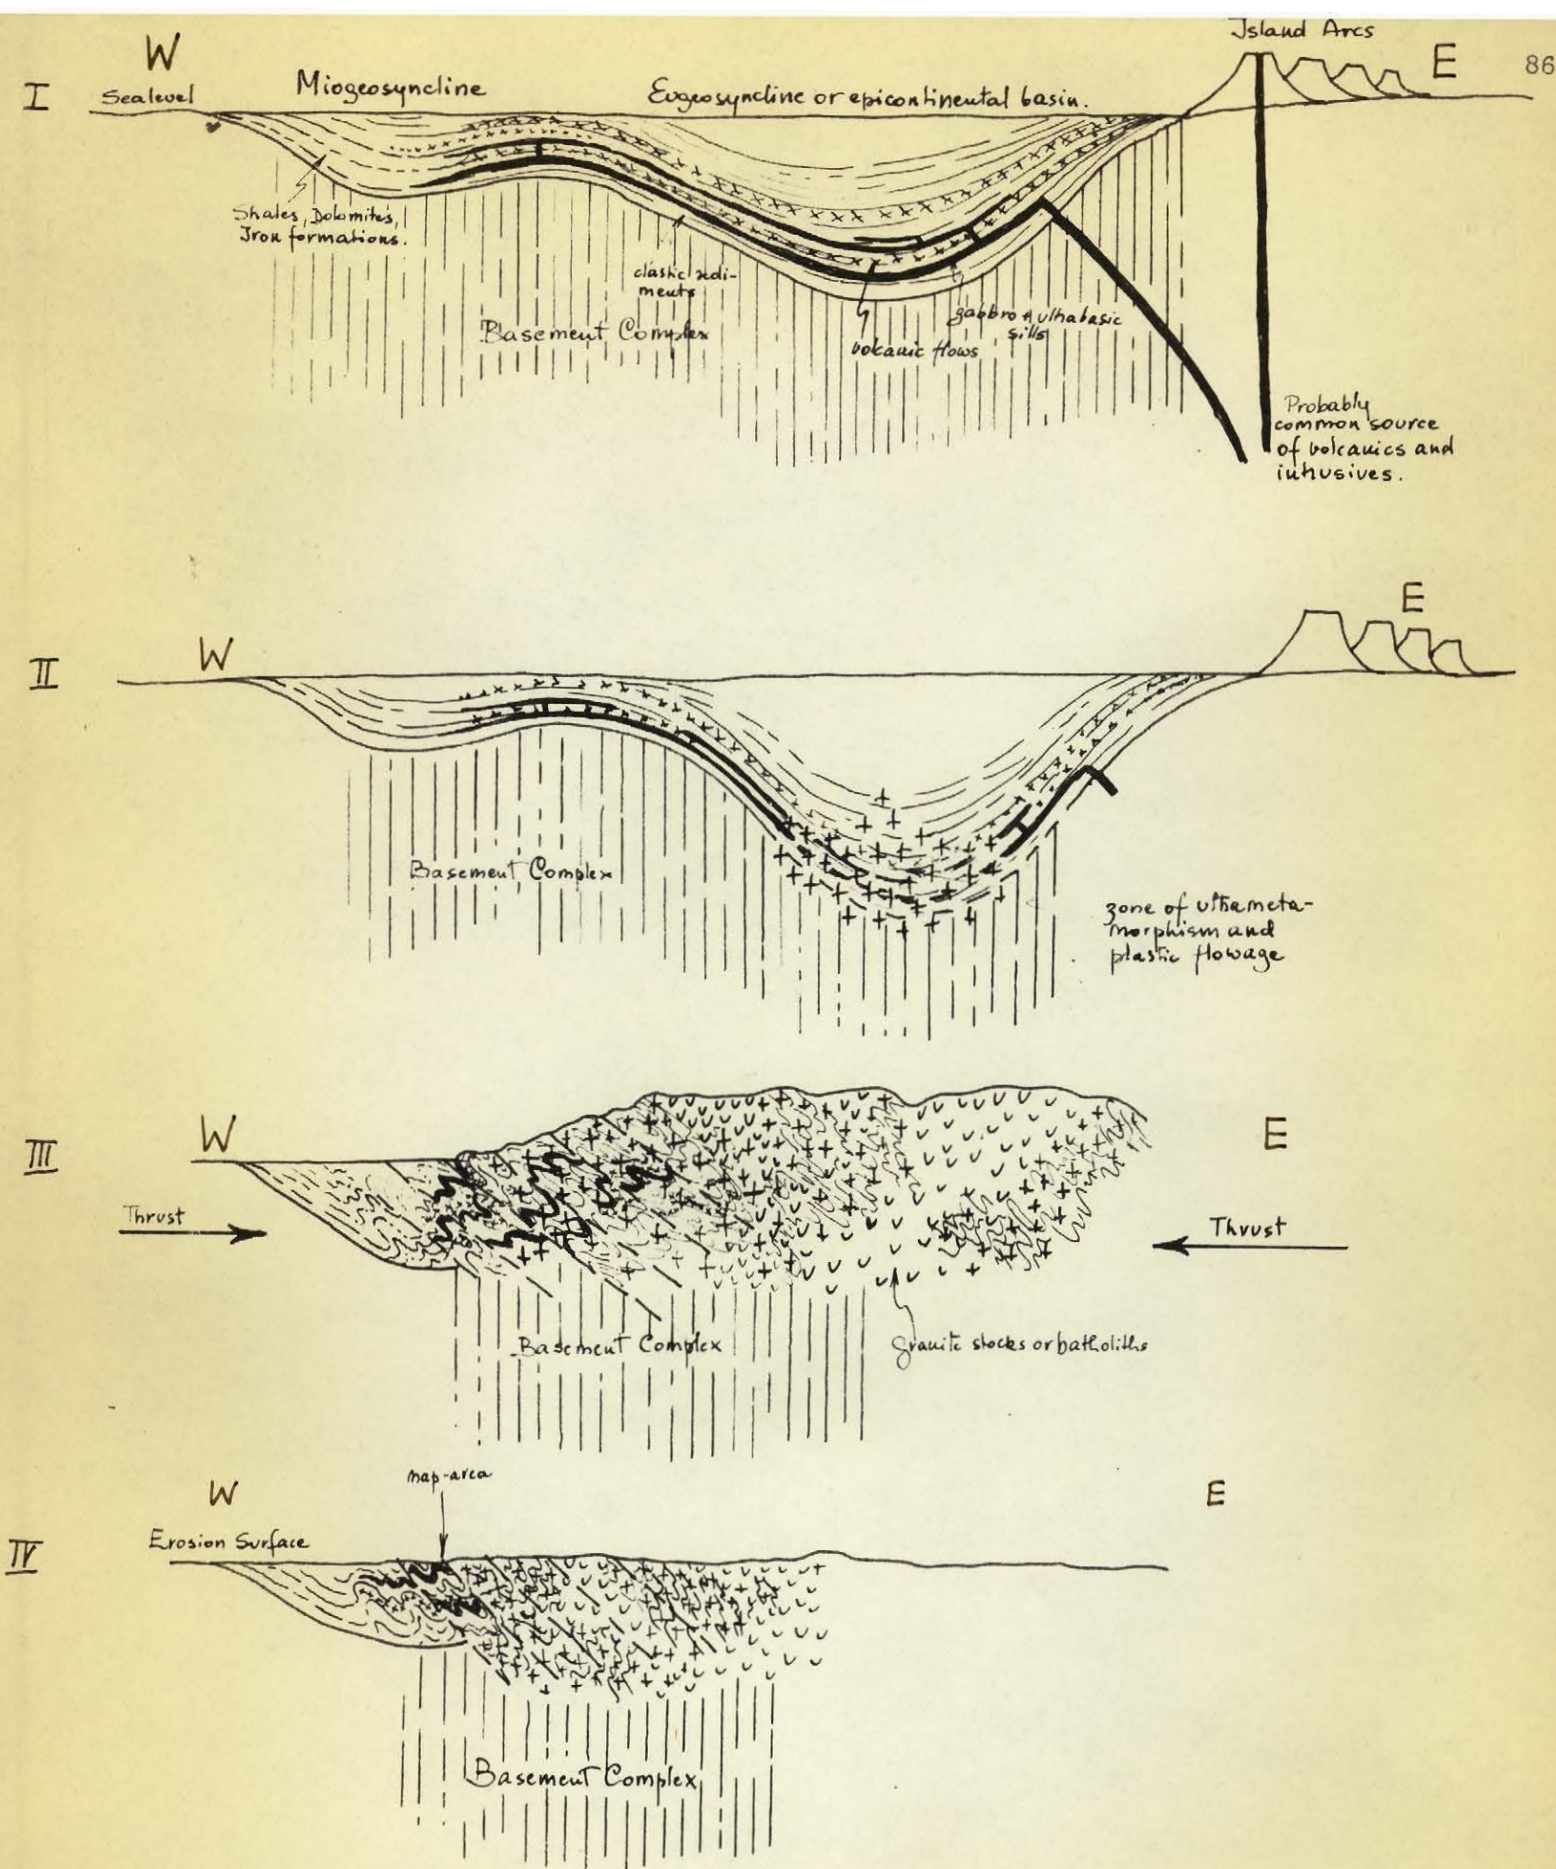 86
Island Arcs
W
E
I
Sealevel
Miogeosyncline
Eugeosyncline or epicontinental basin.
Shales, Dolomites,
Iron formations.
clastic sedi-
ments
Basement Complex
gabbro & ultrabasic
sills
volcanic flows
Probably
common source
of volcanics and
intrusives.
II
W
E
Basement Complex
zone of ultrameta-
morphism and
plastic flowage
III
W
E
Thrust
Thrust
Basement Complex
Granite stocks or batholiths
map-area
W
E
IV
Erosion Surface
Basement Complex